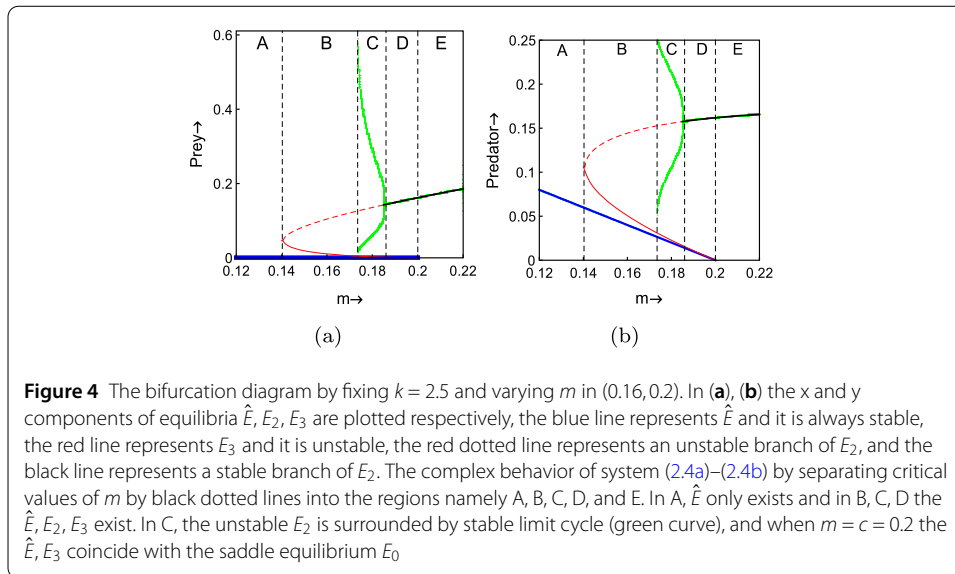 A B C D E
0.6
0.4
0.2
0
Prey→
0.12 0.14 0.16 0.18 0.2 0.22
m→
(a)
A B C D E
0.25
0.2
0.15
0.1
0.05
0
Predator→
0.12 0.14 0.16 0.18 0.2 0.22
m→
(b)
Figure 4 The bifurcation diagram by fixing k = 2.5 and varying m in (0.16, 0.2). In (a), (b) the x and y
components of equilibria Ê, E₂, E₃ are plotted respectively, the blue line represents Ê and it is always stable,
the red line represents E₃ and it is unstable, the red dotted line represents an unstable branch of E₂, and the
black line represents a stable branch of E₂. The complex behavior of system (2.4a)–(2.4b) by separating critical
values of m by black dotted lines into the regions namely A, B, C, D, and E. In A, Ê only exists and in B, C, D the
Ê, E₂, E₃ exist. In C, the unstable E₂ is surrounded by stable limit cycle (green curve), and when m = c = 0.2 the
Ê, E₃ coincide with the saddle equilibrium E₀